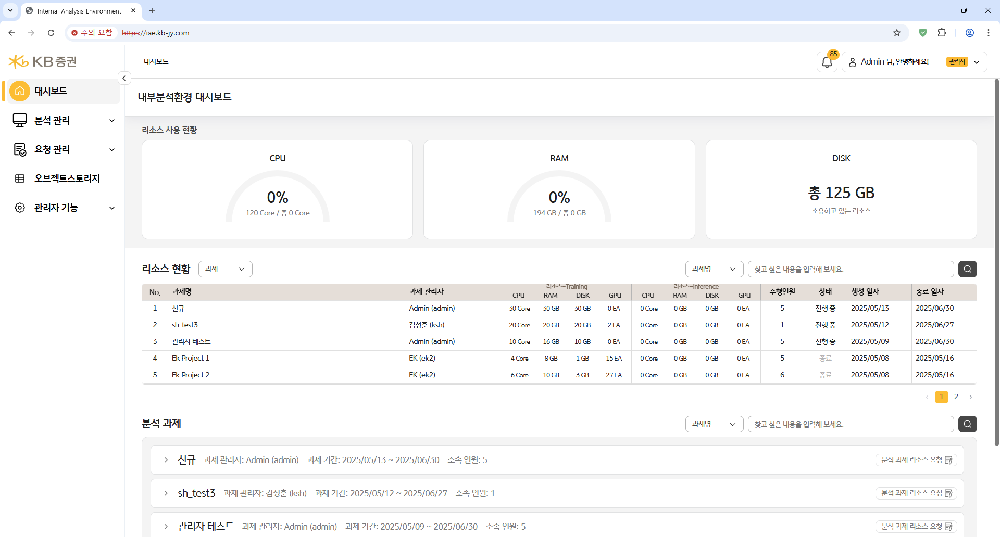 Internal Analysis Environment
주의 요함 https://iae.kb-jy.com
KB증권
대시보드
85
Admin 님, 안녕하세요! 관리자
대시보드
분석 관리
요청 관리
오브젝트스토리지
관리자 기능
내부분석환경 대시보드
리소스 사용 현황
CPU
0%
120 Core / 총 0 Core
RAM
0%
194 GB / 총 0 GB
DISK
총 125 GB
소유하고 있는 리소스
리소스 현황 과제 과제명 찾고 싶은 내용을 입력해 보세요.
No. 과제명 과제 관리자 리소스-Training 리소스-Inference 수행인원 상태 생성 일자 종료 일자
CPU RAM DISK GPU CPU RAM DISK GPU
1 신규 Admin (admin) 30 Core 30 GB 30 GB 0 EA 0 Core 0 GB 0 GB 0 EA 5 진행 중 2025/05/13 2025/06/30
2 sh_test3 김성훈 (ksh) 20 Core 20 GB 20 GB 2 EA 0 Core 0 GB 0 GB 0 EA 1 진행 중 2025/05/12 2025/06/27
3 관리자 테스트 Admin (admin) 10 Core 16 GB 10 GB 0 EA 0 Core 0 GB 0 GB 0 EA 5 진행 중 2025/05/09 2025/06/30
4 Ek Project 1 EK (ek2) 4 Core 8 GB 1 GB 15 EA 0 Core 0 GB 0 GB 0 EA 5 종료 2025/05/08 2025/05/16
5 Ek Project 2 EK (ek2) 6 Core 10 GB 3 GB 27 EA 0 Core 0 GB 0 GB 0 EA 6 종료 2025/05/08 2025/05/16
1 2
분석 과제 과제명 찾고 싶은 내용을 입력해 보세요.
신규 과제 관리자: Admin (admin) 과제 기간: 2025/05/13 ~ 2025/06/30 소속 인원: 5 분석 과제 리소스 요청
sh_test3 과제 관리자: 김성훈 (ksh) 과제 기간: 2025/05/12 ~ 2025/06/27 소속 인원: 1 분석 과제 리소스 요청
관리자 테스트 과제 관리자: Admin (admin) 과제 기간: 2025/05/09 ~ 2025/06/30 소속 인원: 5 분석 과제 리소스 요청